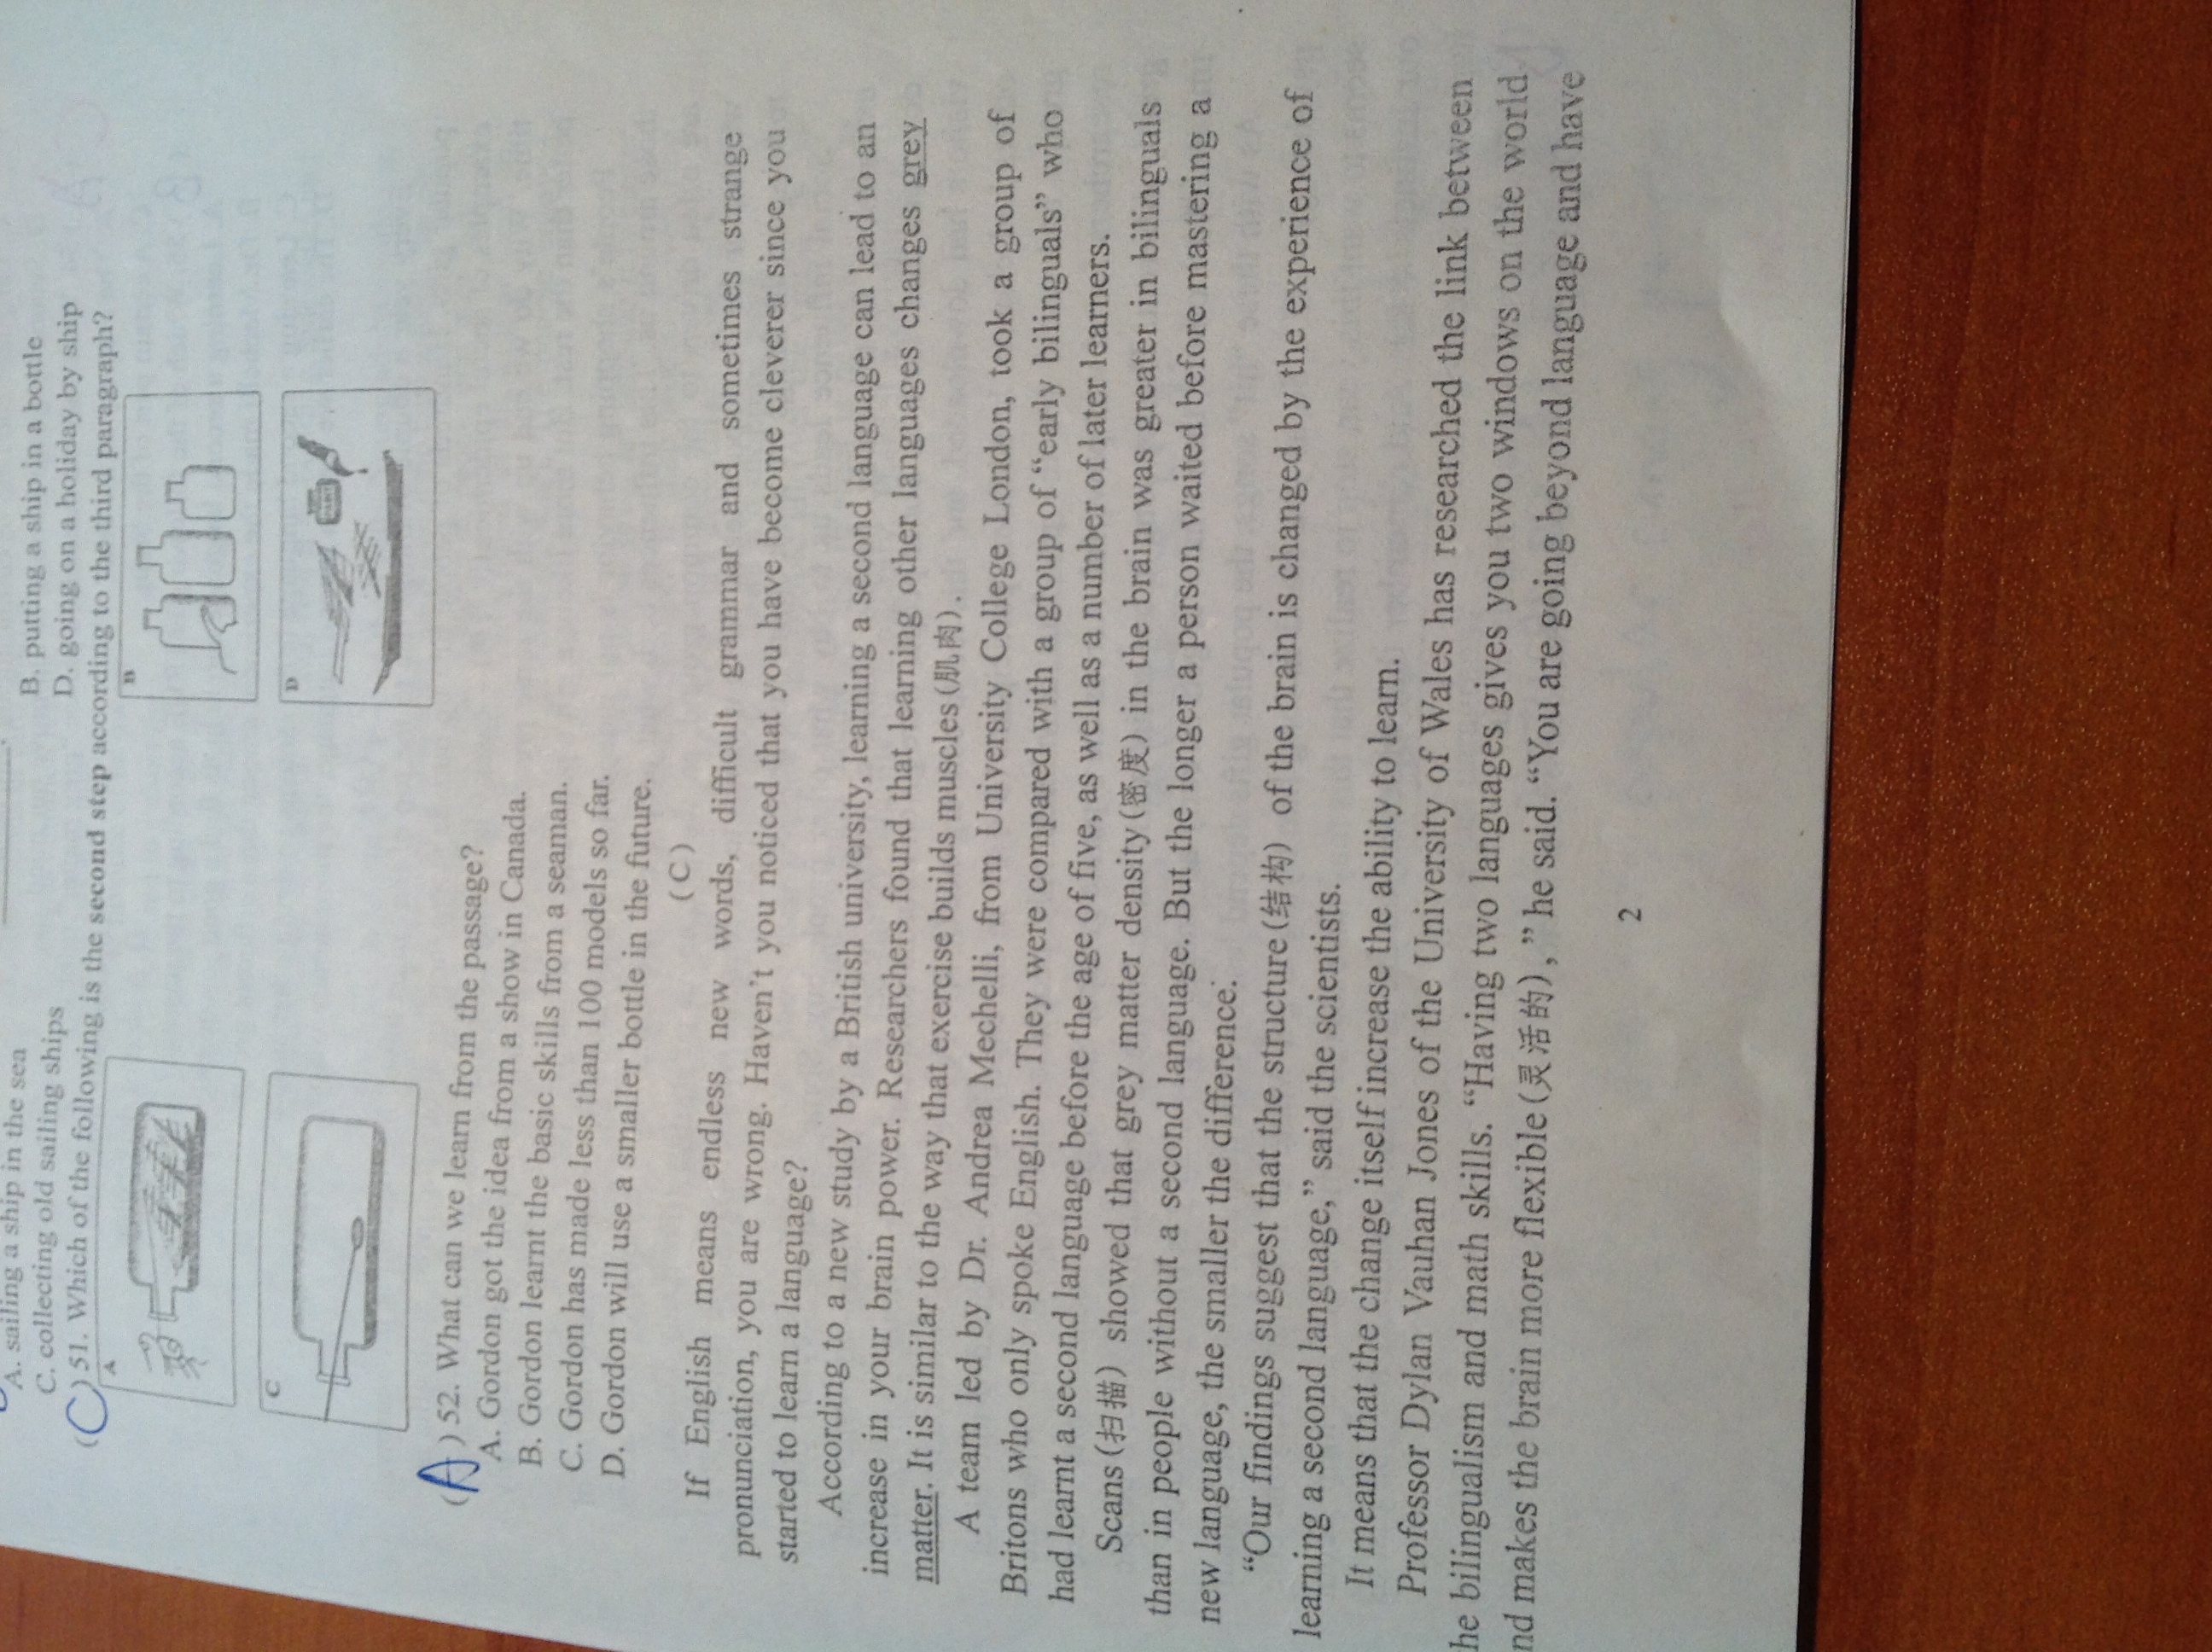 A. sailing a ship in the sea
B. putting a ship in a bottle
C. collecting old sailing ships
D. going on a holiday by ship
(C) 51. Which of the following is the second step according to the third paragraph?
A
B
C
D
PAINT
(A) 52. What can we learn from the passage?
A. Gordon got the idea from a show in Canada.
B. Gordon learnt the basic skills from a seaman.
C. Gordon has made less than 100 models so far.
D. Gordon will use a smaller bottle in the future.
(C)
If English means endless new words, difficult grammar and sometimes strange
pronunciation, you are wrong. Haven't you noticed that you have become cleverer since you
started to learn a language?
According to a new study by a British university, learning a second language can lead to an
increase in your brain power. Researchers found that learning other languages changes grey
matter. It is similar to the way that exercise builds muscles (肌肉).
A team led by Dr. Andrea Mechelli, from University College London, took a group of
Britons who only spoke English. They were compared with a group of “early bilinguals” who
had learnt a second language before the age of five, as well as a number of later learners.
Scans (扫描) showed that grey matter density (密度) in the brain was greater in bilinguals
than in people without a second language. But the longer a person waited before mastering a
new language, the smaller the difference.
“Our findings suggest that the structure (结构) of the brain is changed by the experience of
learning a second language,” said the scientists.
It means that the change itself increase the ability to learn.
Professor Dylan Vauhan Jones of the University of Wales has researched the link between
he bilingualism and math skills. “Having two languages gives you two windows on the world
nd makes the brain more flexible (灵活的), ” he said. “You are going beyond language and have
2